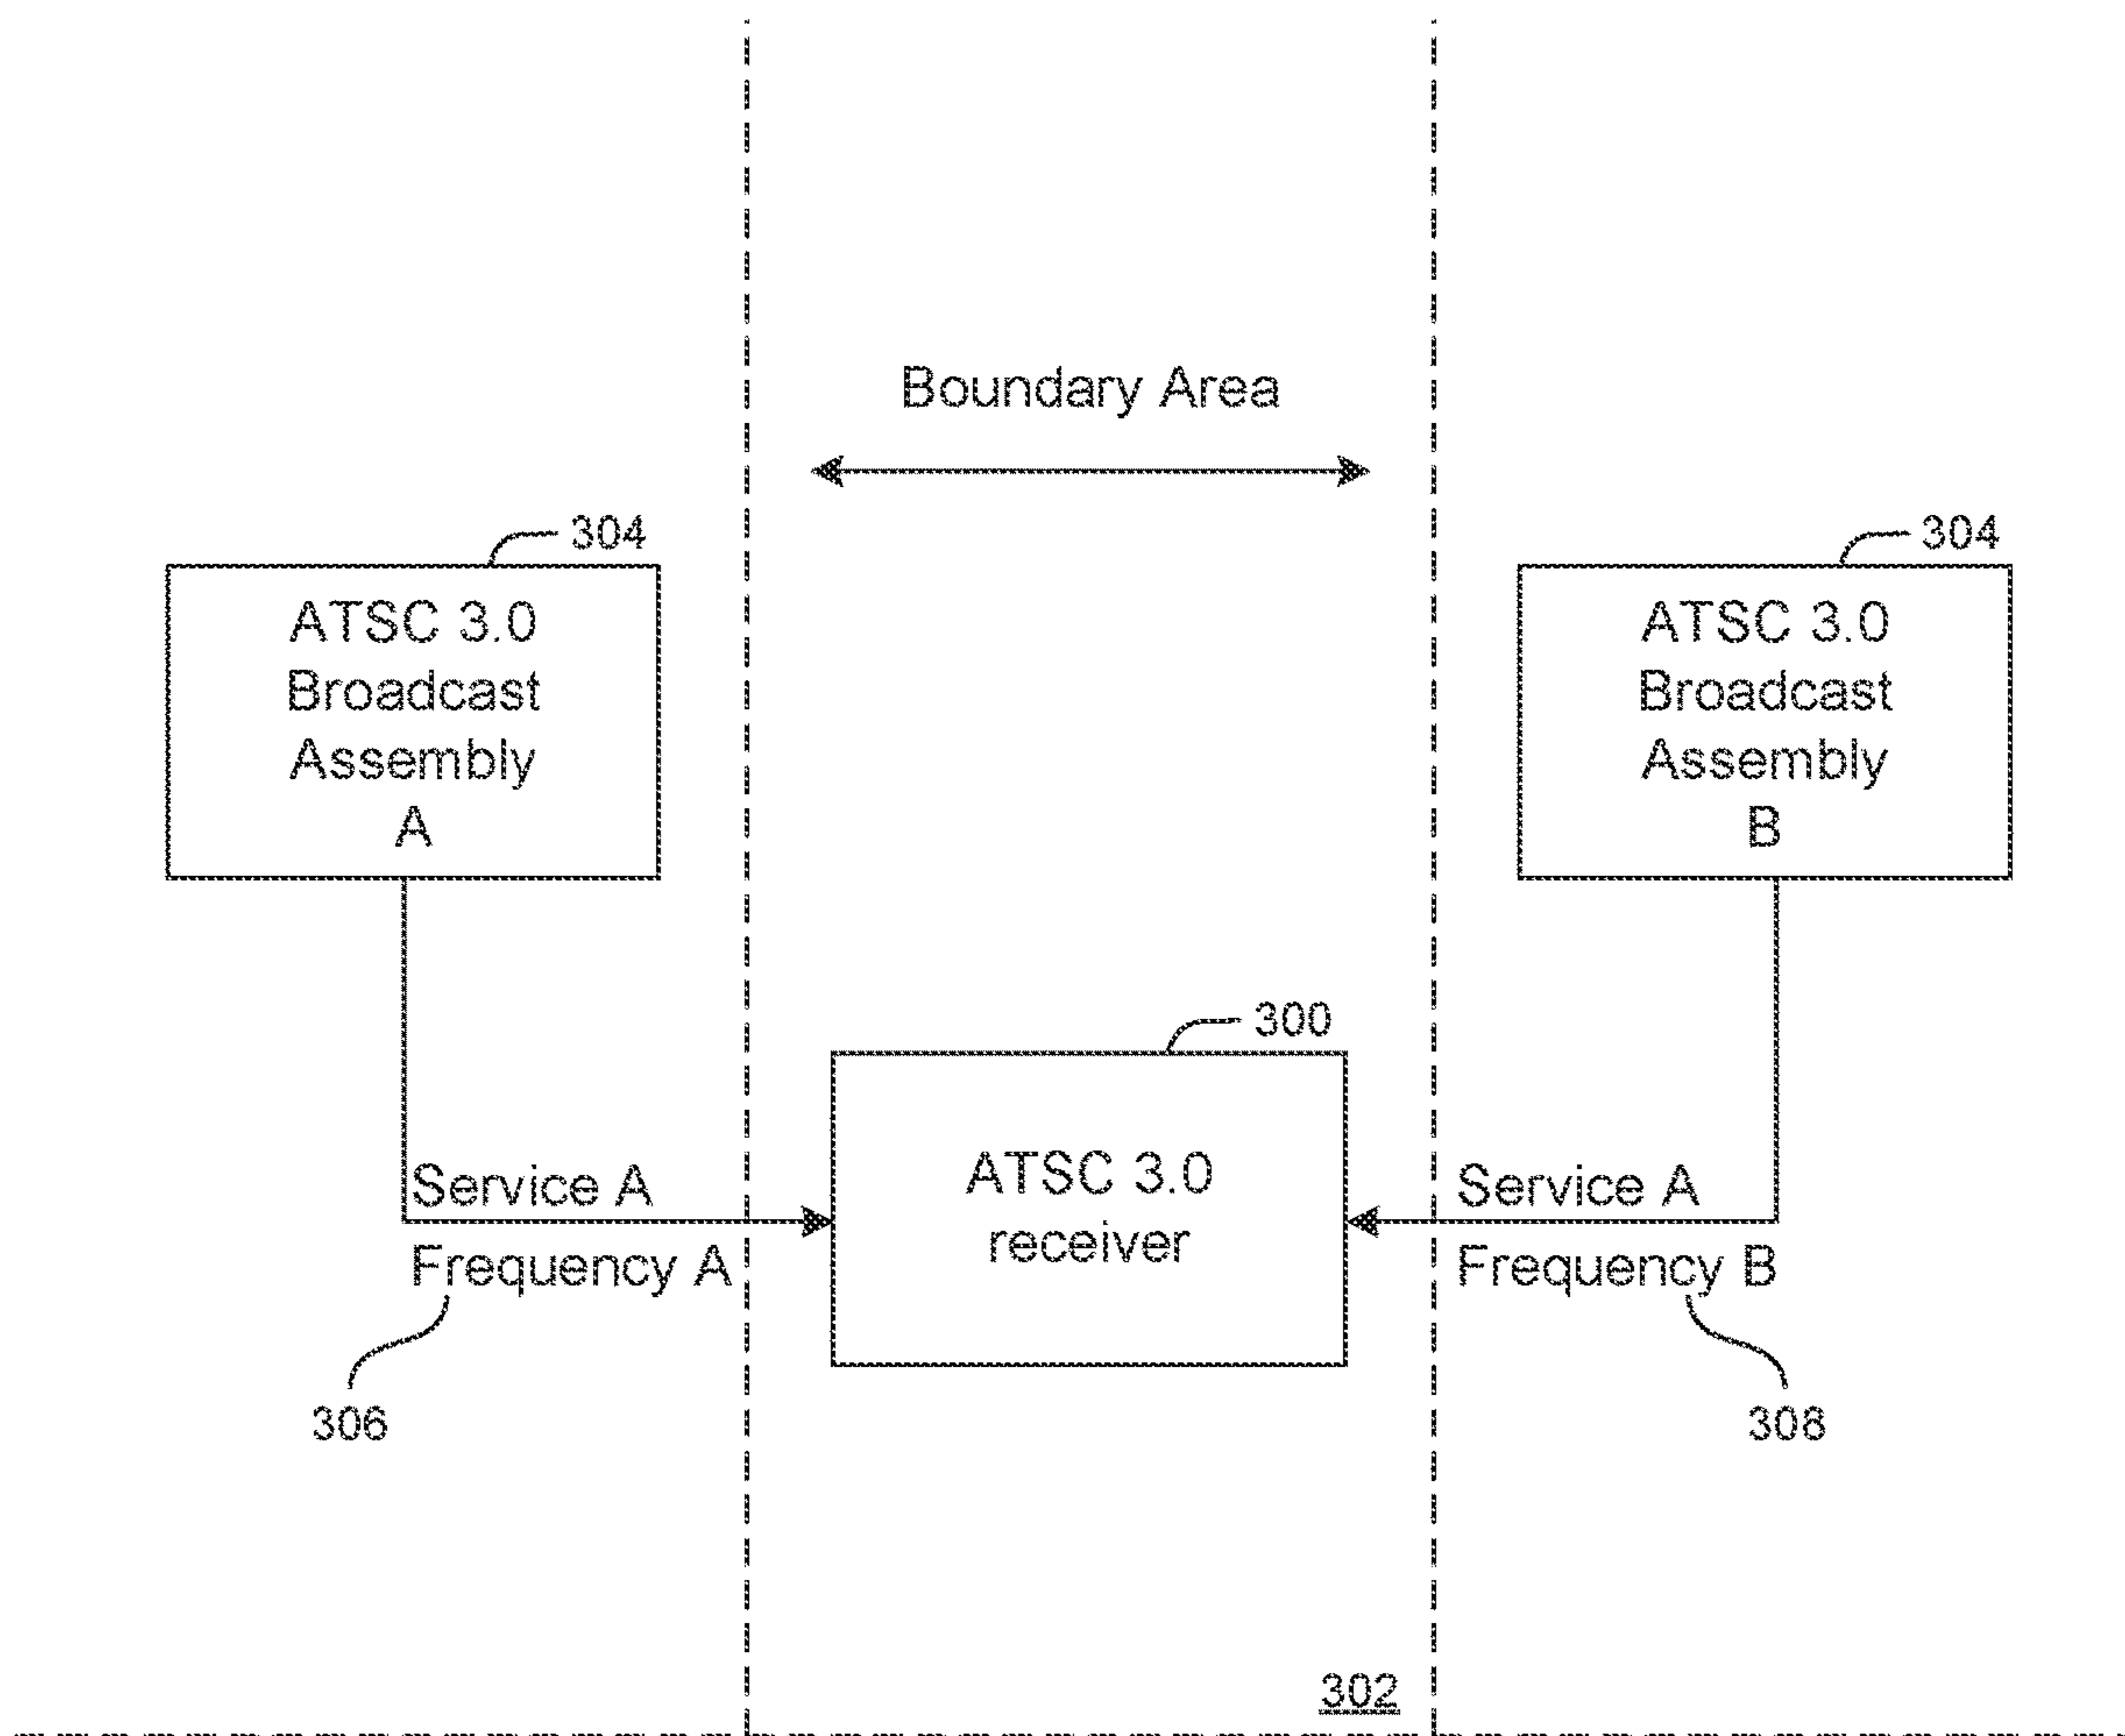 Boundary Area
304
304
ATSC 3.0
Broadcast
Assembly
A
ATSC 3.0
Broadcast
Assembly
B
300
ATSC 3.0
receiver
Service A
Frequency A
Service A
Frequency B
306
308
302